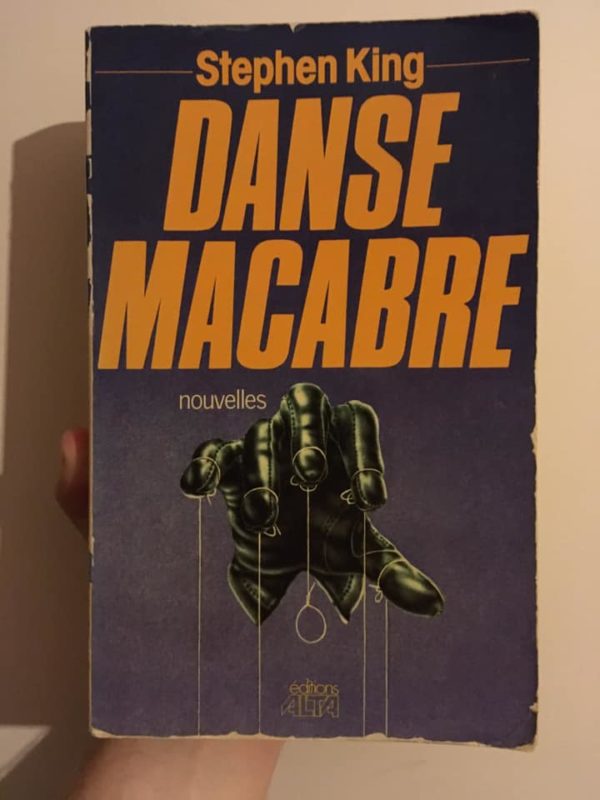 Stephen King
DANSE
MACABRE
nouvelles
éditions
ALTA